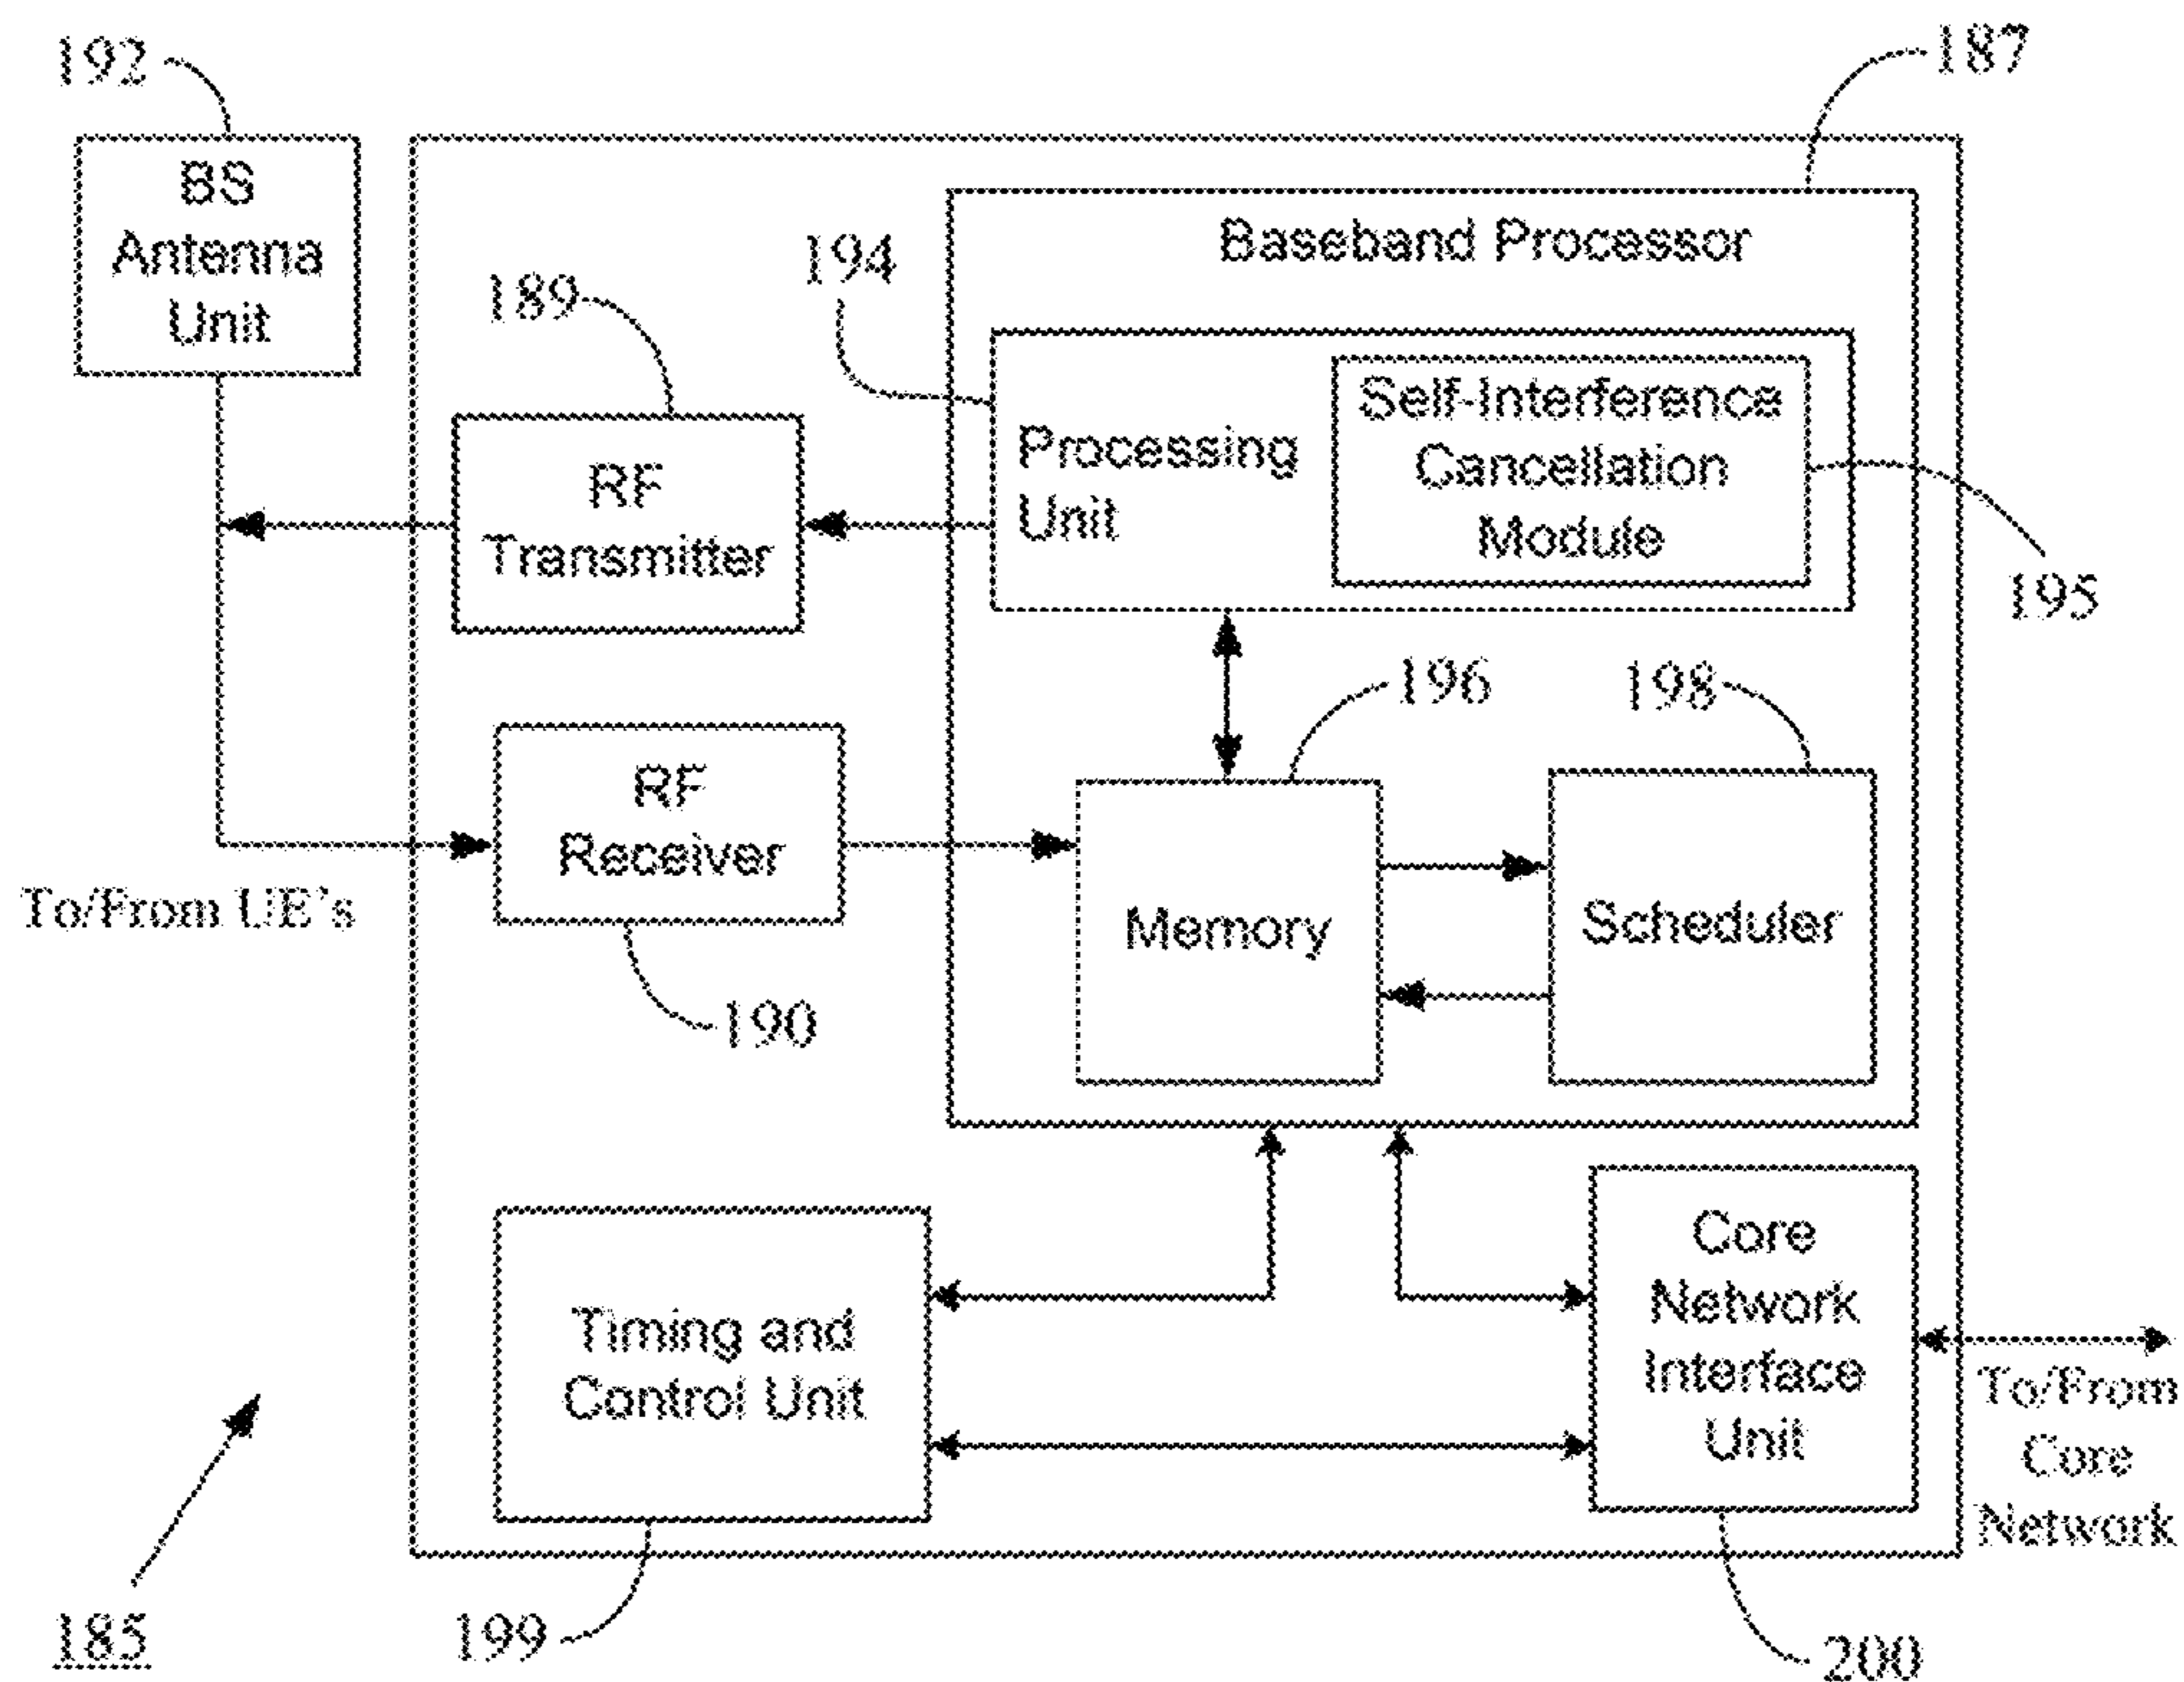 192
187
BS
Antenna
Unit
Baseband Processor
194
189
Self-Interference
Cancellation
Module
Processing
Unit
RF
Transmitter
195
196
198
RF
Receiver
To/From UE's
Memory
Scheduler
190
Core
Network
Interface
Unit
Timing and
Control Unit
To/From
Core
Network
185
199
200